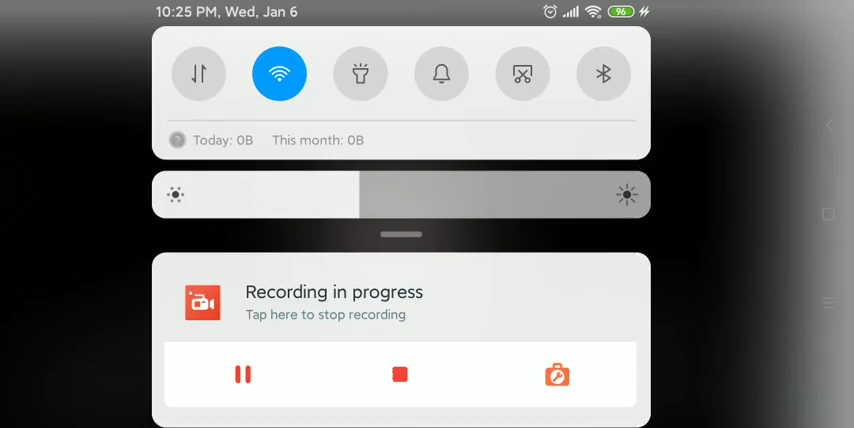 10:25 PM, Wed, Jan 6 96
Today: 0B This month: 0B
Recording in progress
Tap here to stop recording